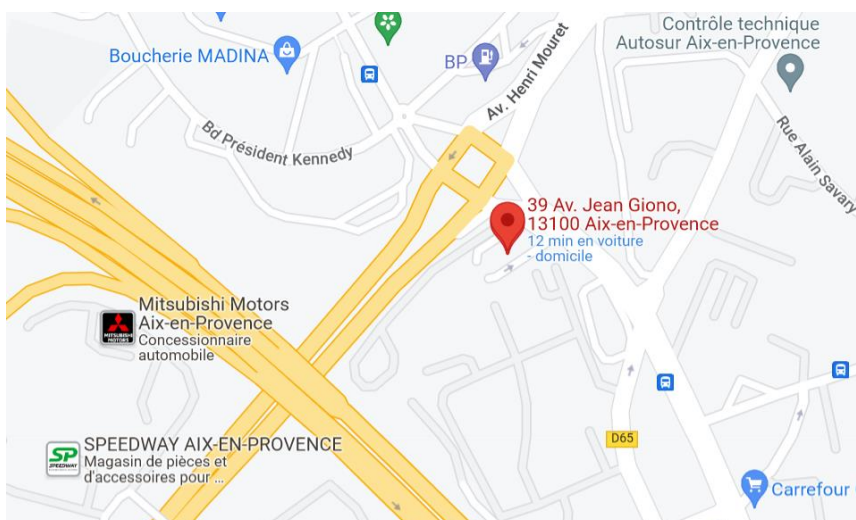 Contrôle technique
Autosur Aix-en-Provence
Boucherie MADINA
BP
Av. Henri Mouret
Bd Président Kennedy
Rue Alain Savary
39 Av. Jean Giono,
13100 Aix-en-Provence
12 min en voiture
- domicile
Mitsubishi Motors
Aix-en-Provence
Concessionnaire
automobile
MITSUBISHI
MOTORS
D65
SPEEDWAY AIX-EN-PROVENCE
Magasin de pièces et
d'accessoires pour ...
SP
SPEEDWAY
Carrefour